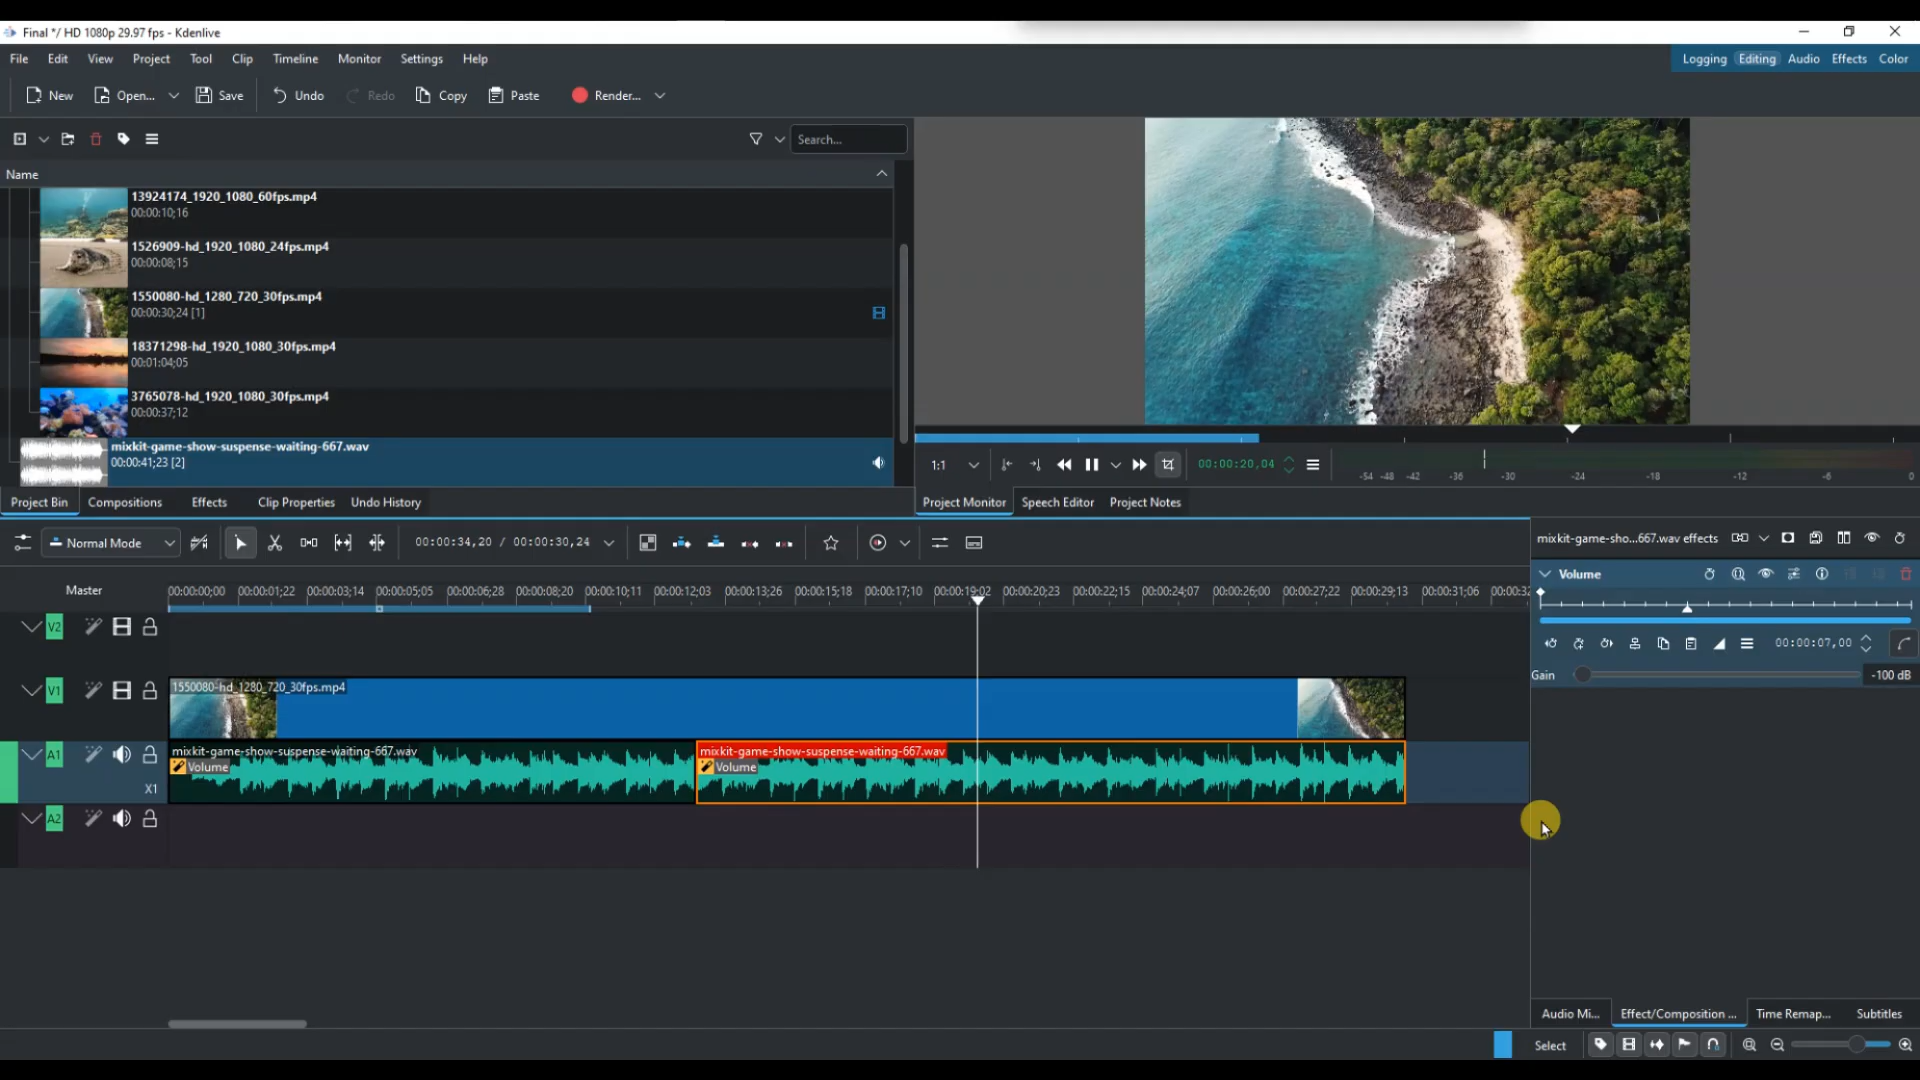 Final */ HD 1080p 29.97 fps - Kdenlive
File Edit View Project Tool Clip Timeline Monitor Settings Help
Logging Editing Audio Effects Color
New Open... Save Undo Redo Copy Paste Render...
Search...
Name
13924174_1920_1080_60fps.mp4
00:00:10;16
1526909-hd_1920_1080_24fps.mp4
00:00:08;15
1550080-hd_1280_720_30fps.mp4
00:00:30;24 [1]
18371298-hd_1920_1080_30fps.mp4
00:01:04;05
3765078-hd_1920_1080_30fps.mp4
00:00:37;12
mixkit-game-show-suspense-waiting-667.wav
00:00:41;23 [2]
1:1 00:00:20,04
-54 -48 -42 -36 -30 -24 -18 -12 -6 0
Project Bin Compositions Effects Clip Properties Undo History
Project Monitor Speech Editor Project Notes
Normal Mode 00:00:34,20 / 00:00:30,24
mixkit-game-sho...667.wav effects
Volume
00:00:07,00
Gain -100 dB
Master
00:00:00;00 00:00:01;22 00:00:03;14 00:00:05;05 00:00:06;28 00:00:08;20 00:00:10;11 00:00:12;03 00:00:13;26 00:00:15;18 00:00:17;10 00:00:19;02 00:00:20;23 00:00:22;15 00:00:24;07 00:00:26;00 00:00:27;22 00:00:29;13 00:00:31;06 00:00:32
V2
V1
1550080-hd_1280_720_30fps.mp4
A1
X1
mixkit-game-show-suspense-waiting-667.wav
Volume
mixkit-game-show-suspense-waiting-667.wav
Volume
A2
Audio Mi... Effect/Composition ... Time Remap... Subtitles
Select